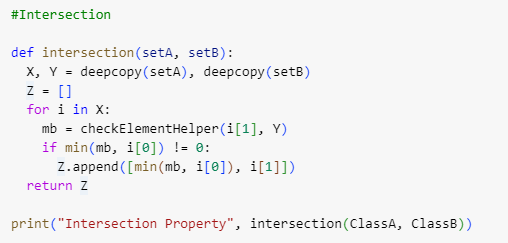 #Intersection
def intersection(setA, setB):
  X, Y = deepcopy(setA), deepcopy(setB)
  Z = []
  for i in X:
    mb = checkElementHelper(i[1], Y)
    if min(mb, i[0]) != 0:
      Z.append([min(mb, i[0]), i[1]])
  return Z
print("Intersection Property", intersection(ClassA, ClassB))